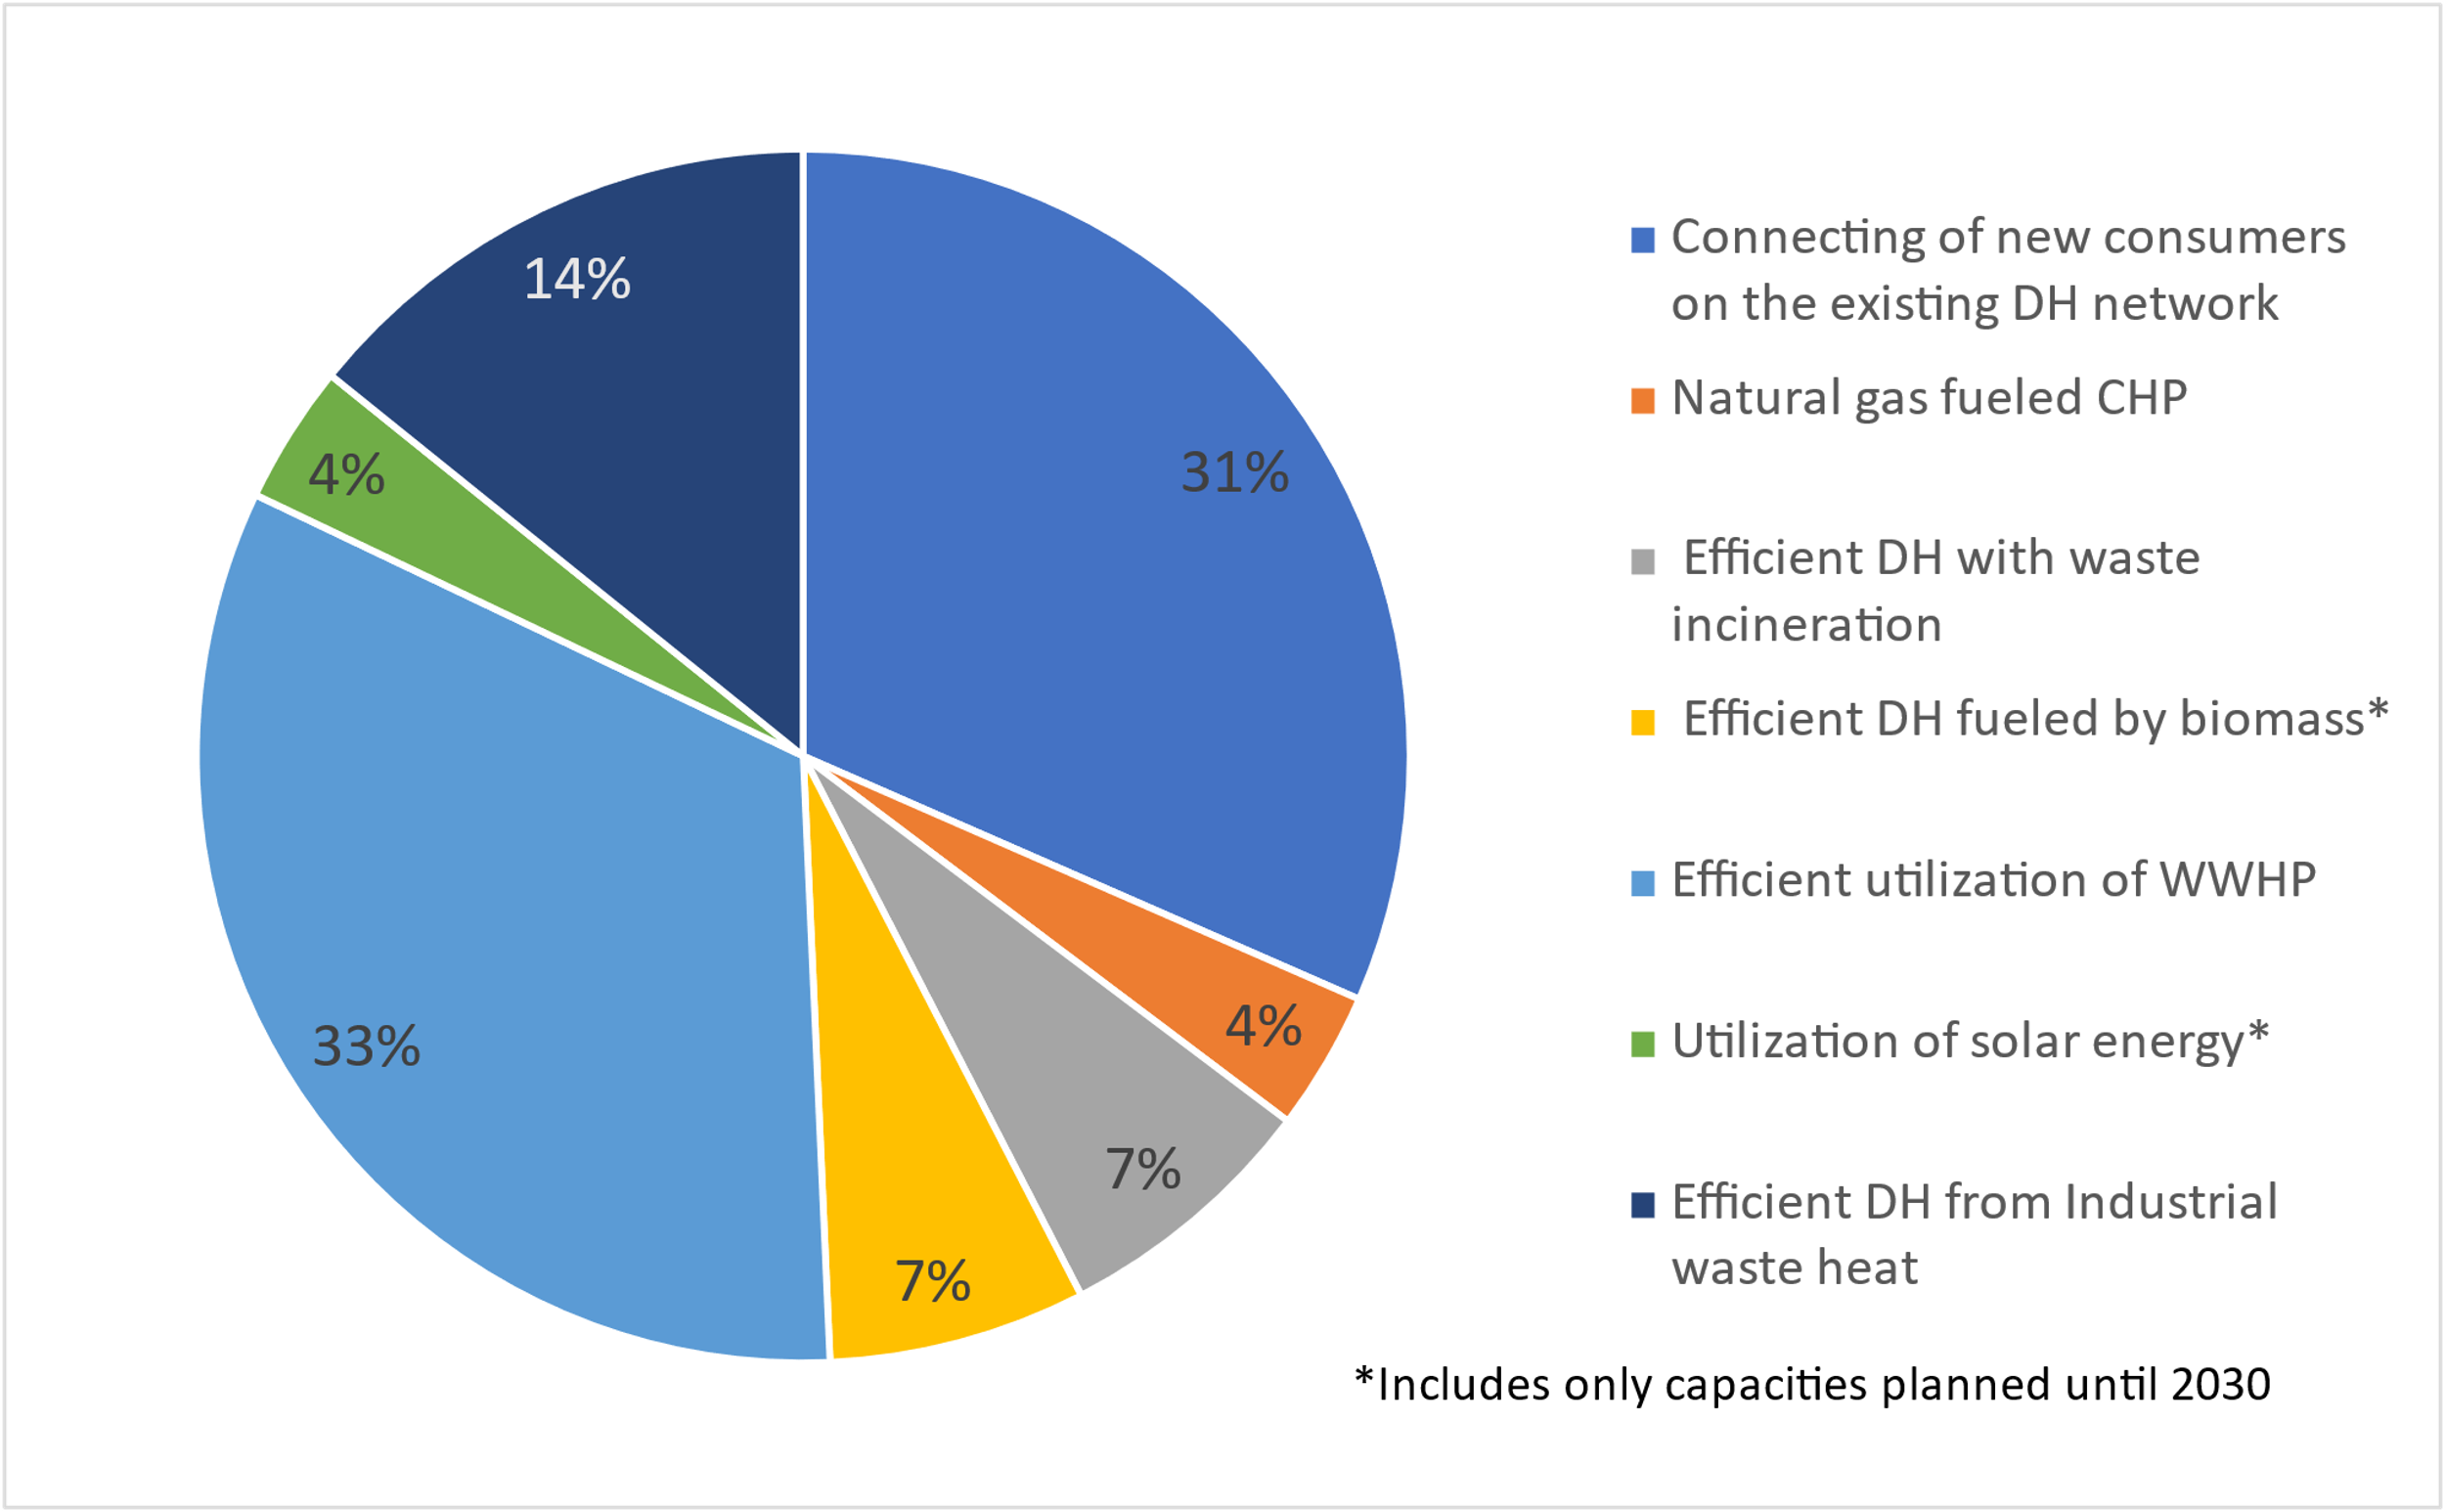 14%
31%
4%
33%
4%
7%
7%
Connecting of new consumers
on the existing DH network
Natural gas fueled CHP
Efficient DH with waste
incineration
Efficient DH fueled by biomass*
Efficient utilization of WWHP
Utilization of solar energy*
Efficient DH from Industrial
waste heat
*Includes only capacities planned until 2030